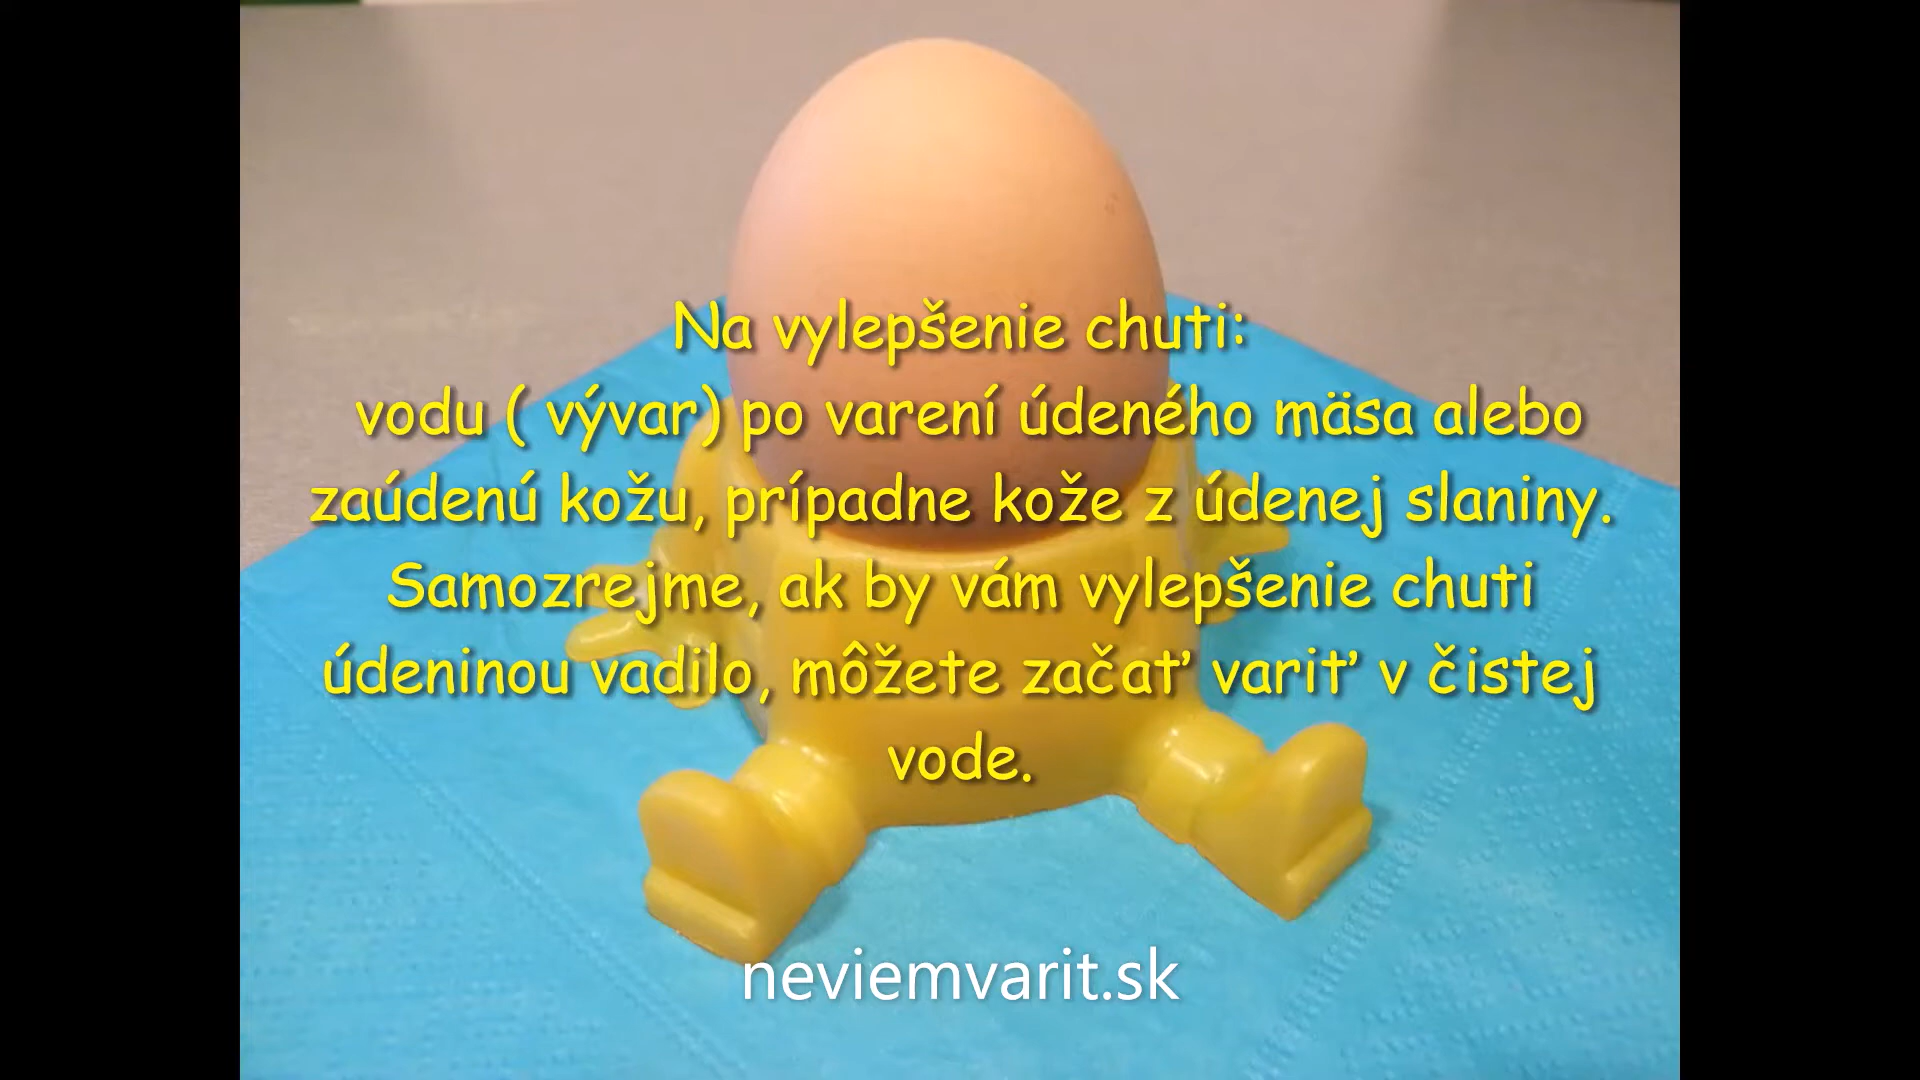 Na vylepšenie chuti:
vodu ( vývar) po varení údeného mäsa alebo
zaúdenú kožu, prípadne kože z údenej slaniny.
Samozrejme, ak by vám vylepšenie chuti
údeninou vadilo, môžete začať variť v čistej
vode.
neviemvarit.sk